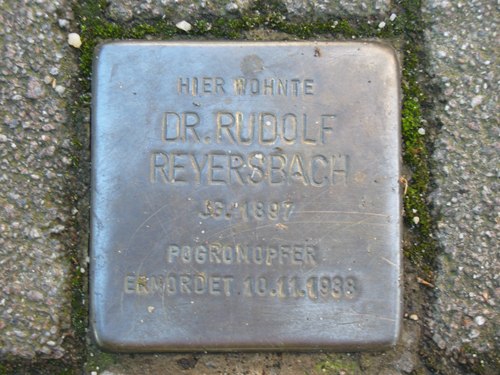 HIER WOHNTE
DR. RUDOLF
REYERSBACH
JG. 1897
POGROMOPFER
ERMORDET 10.11.1938